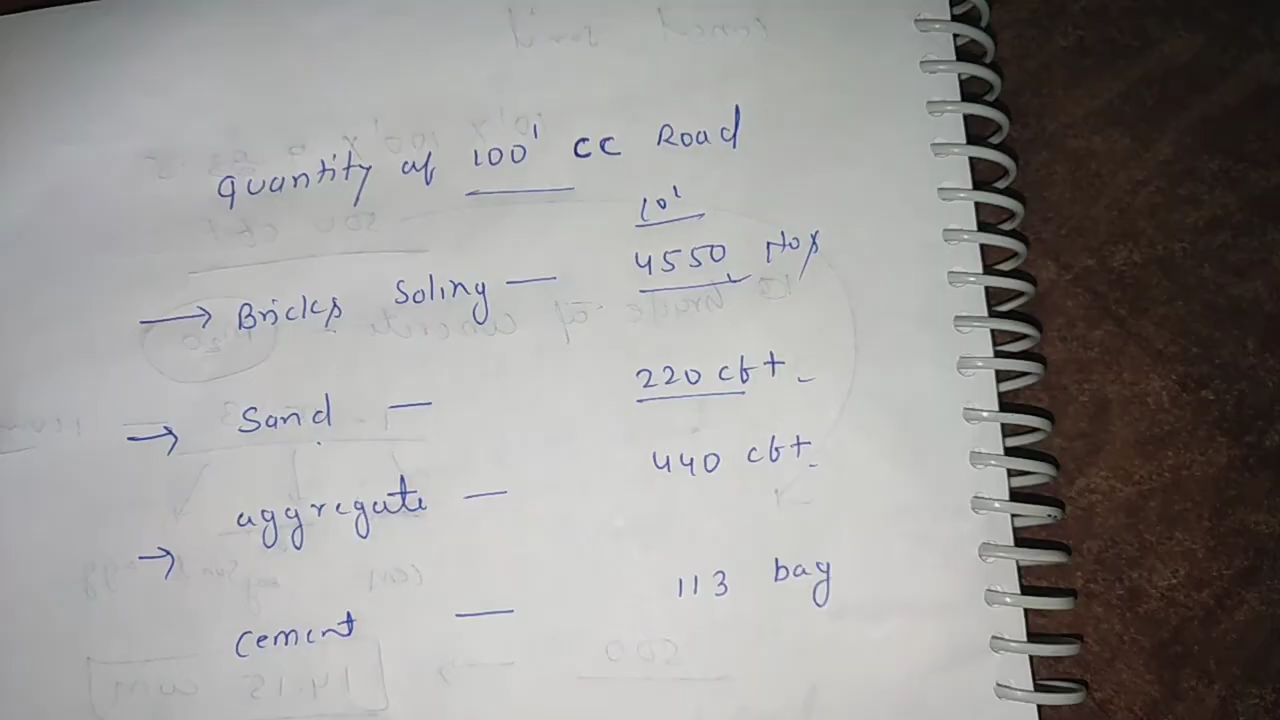 quantity of 100' CC Road
10'
Bricks Soling — 4550 Nos
Sand — 220 cft
aggregate — 440 cft
cement — 113 bag